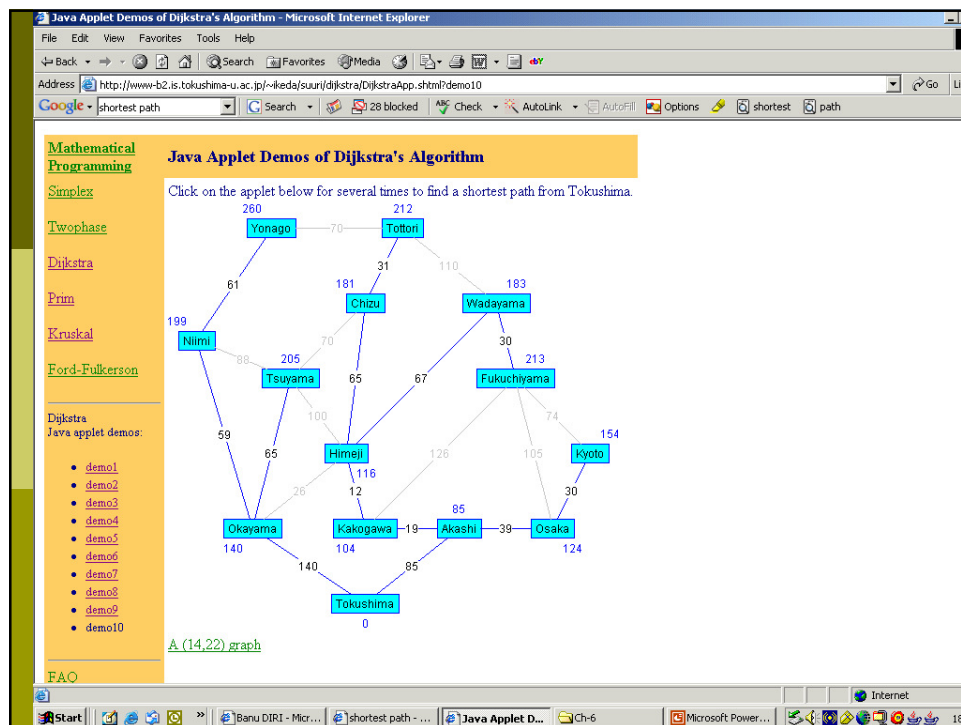 Java Applet Demos of Dijkstra's Algorithm - Microsoft Internet Explorer
File Edit View Favorites Tools Help
Back Search Favorites Media
Address http://www-b2.is.tokushima-u.ac.jp/~ikeda/suuri/dijkstra/DijkstraApp.shtml?demo10 Go Li
Google shortest path Search 28 blocked Check AutoLink AutoFill Options shortest path
Mathematical
Programming
Simplex
Twophase
Dijkstra
Prim
Kruskal
Ford-Fulkerson
Dijkstra
Java applet demos:
demo1
demo2
demo3
demo4
demo5
demo6
demo7
demo8
demo9
demo10
FAQ
Java Applet Demos of Dijkstra's Algorithm
Click on the applet below for several times to find a shortest path from Tokushima.
260 212
Yonago 70 Tottori
31 110
61 181 183
Chizu Wadayama
199
Niimi 70 30
88 205 213
Tsuyama 65 67 Fukuchiyama
100 74
59 65 126 105 154
Himeji Kyoto
116
26 12 30
85
Okayama Kakogawa 19 Akashi 39 Osaka
140 104 124
140 85
Tokushima
0
A (14,22) graph
Internet
Start Banu DIRI - Micr... shortest path - ... Java Applet D... Ch-6 Microsoft Power... 18